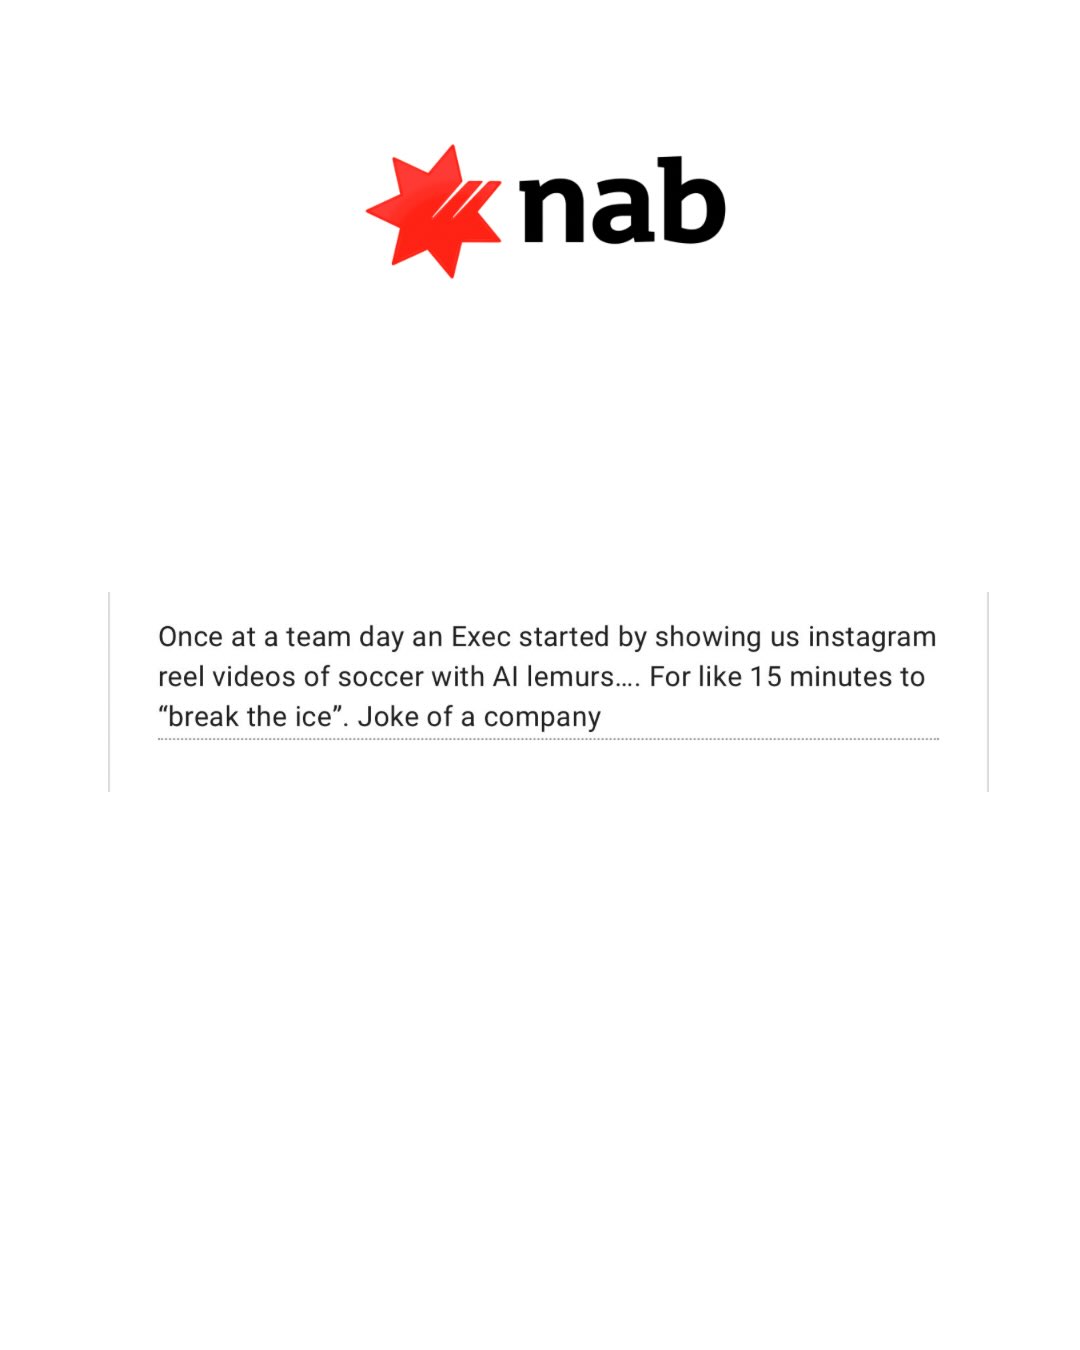 nab
Once at a team day an Exec started by showing us instagram
reel videos of soccer with AI lemurs.... For like 15 minutes to
“break the ice”. Joke of a company